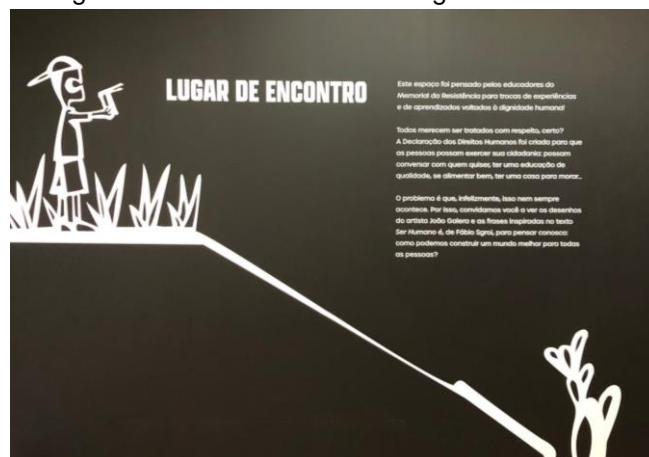 LUGAR DE ENCONTRO
Este espaço foi pensado pelos educadores do
Memorial da Resistência para trocas de experiências
e de aprendizados voltados à dignidade humana!
Todos merecem ser tratados com respeito, certo?
A Declaração dos Direitos Humanos foi criada para que
as pessoas possam exercer sua cidadania: possam
conversar com quem quiser, ter uma educação de
qualidade, se alimentar bem, ter uma casa para morar...
O problema é que, infelizmente, isso nem sempre
acontece. Por isso, convidamos você a ver os desenhos
do artista João Galera e as frases inspiradas no texto
Ser Humano é, de Fábio Sgroi, para pensar conosco:
como podemos construir um mundo melhor para todas
as pessoas?